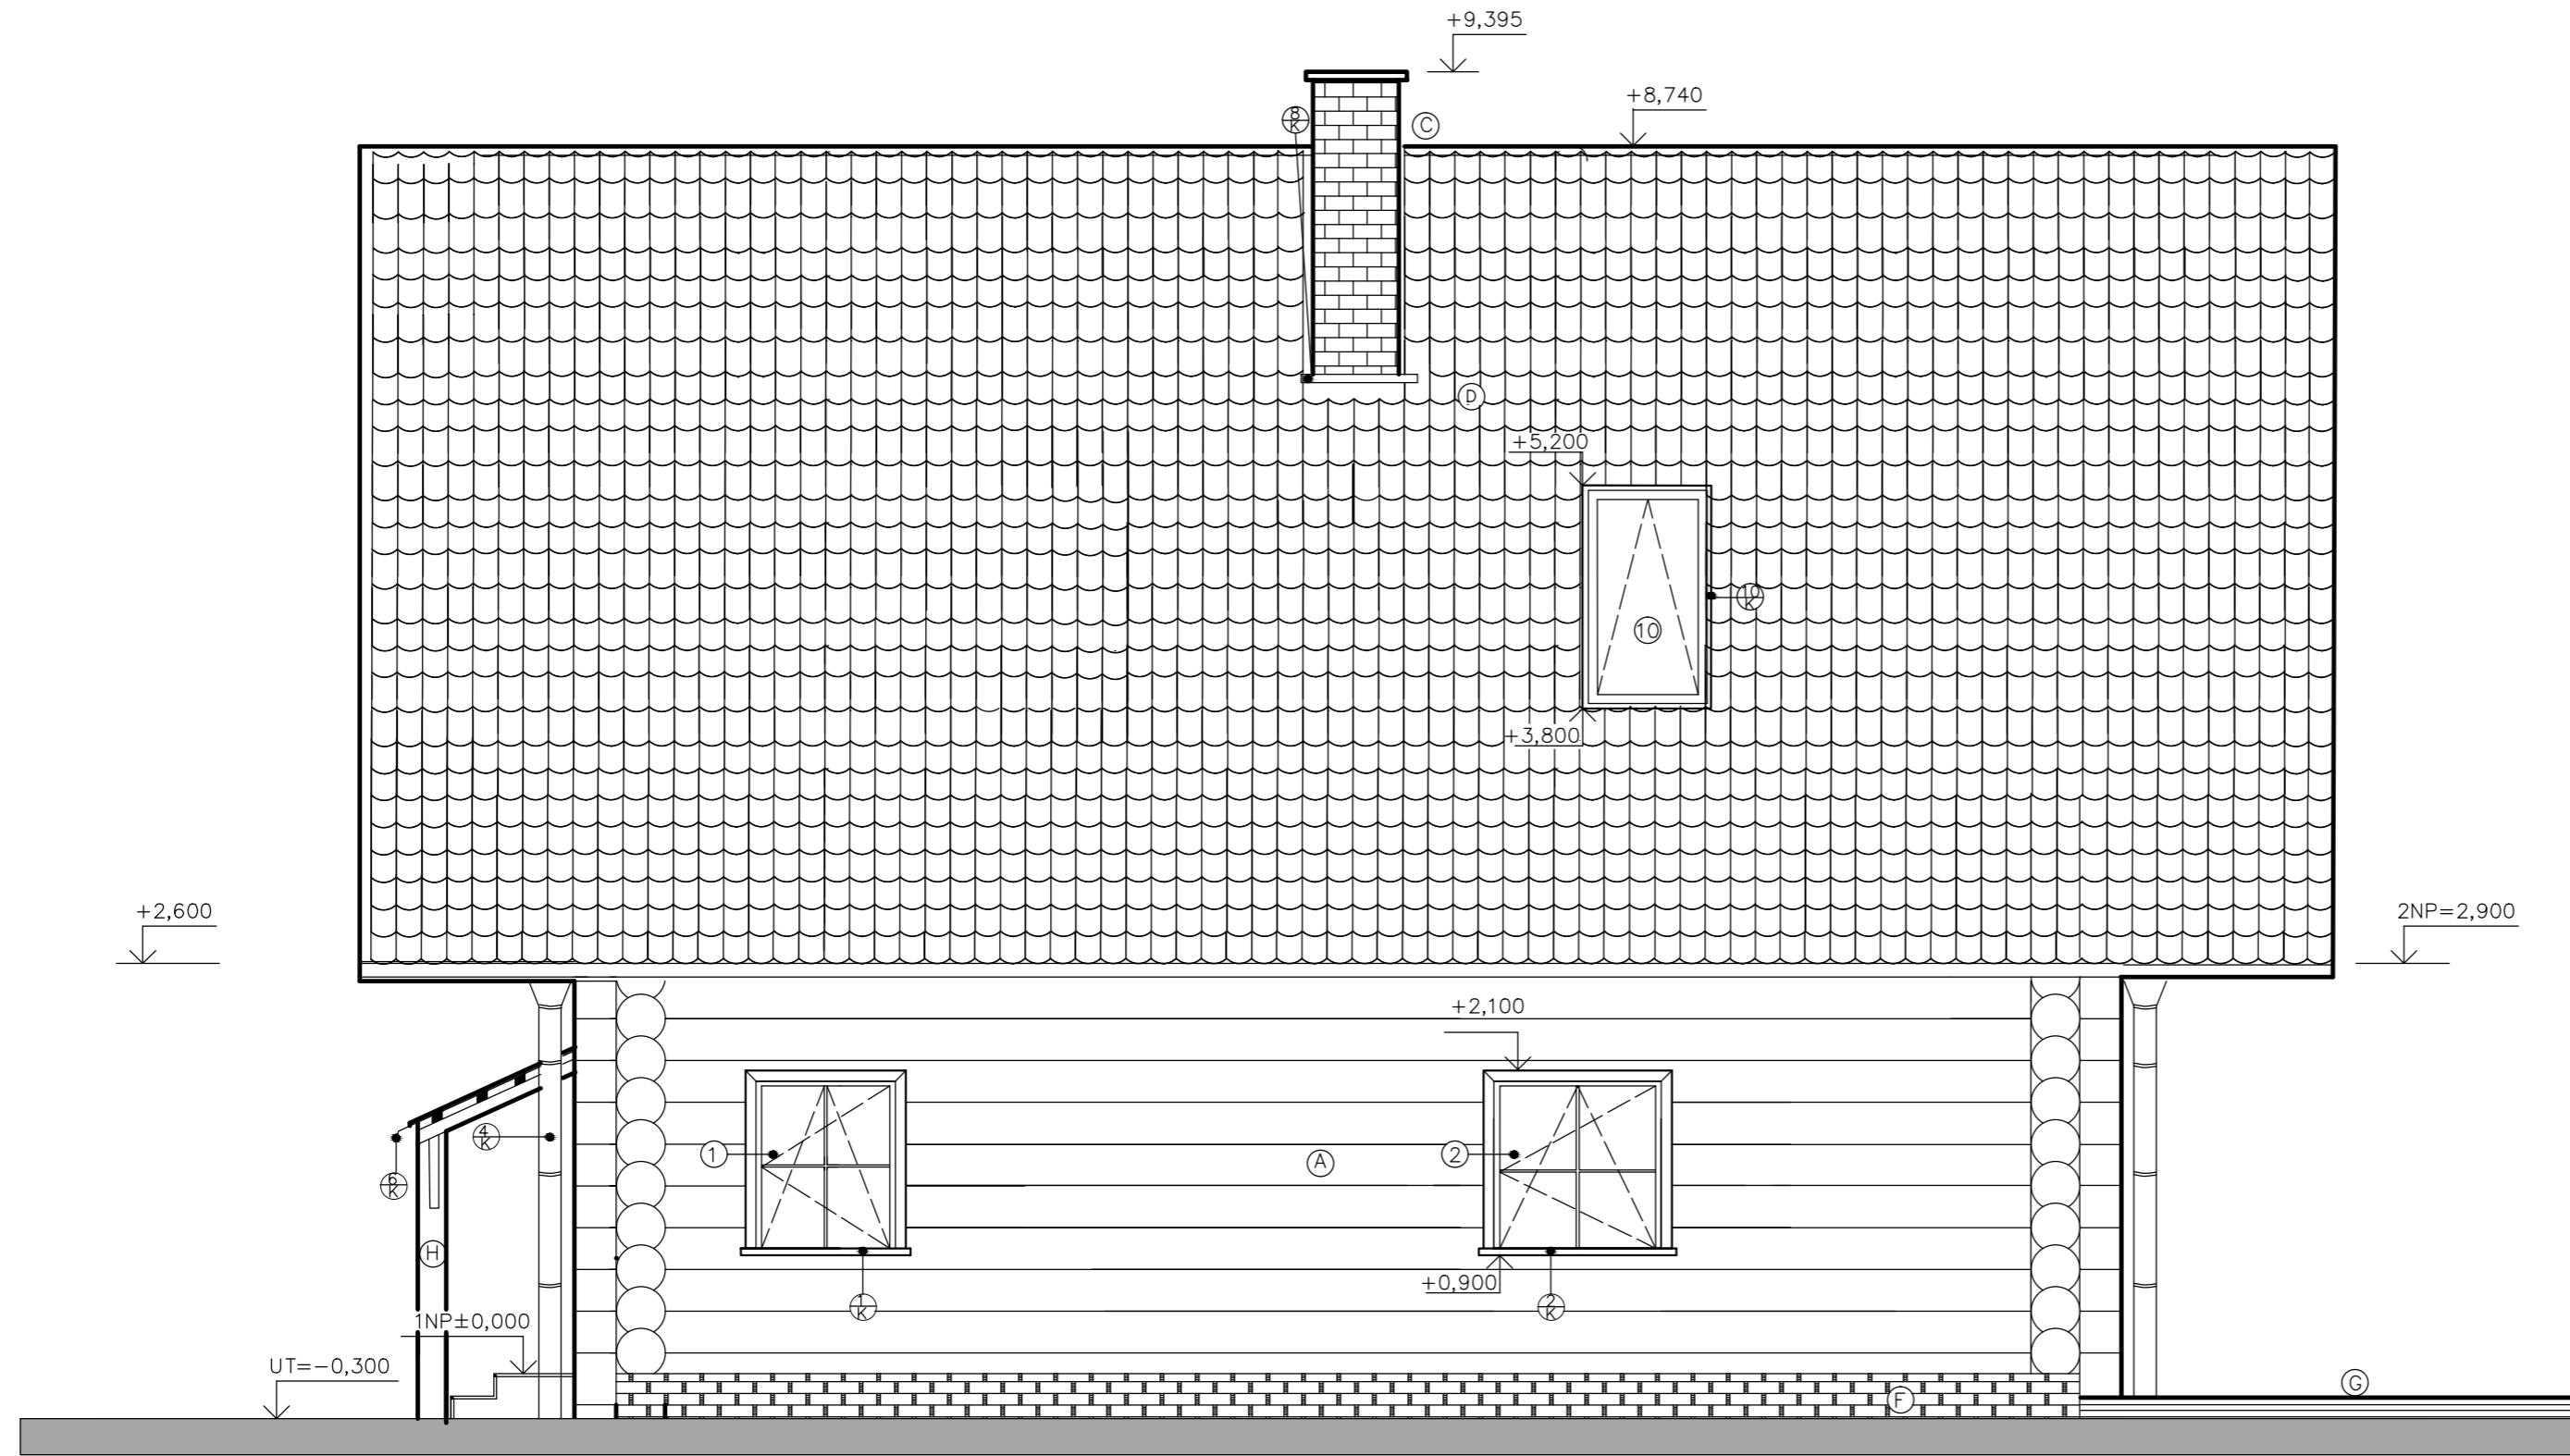 +9,395
+8,740
8
K
C
D
+5,200
10
K
10
+3,800
+2,600
2NP=2,900
+2,100
4
K
1
A
2
6
K
H
+0,900
1
K
2
K
1NP±0,000
UT=−0,300
G
F